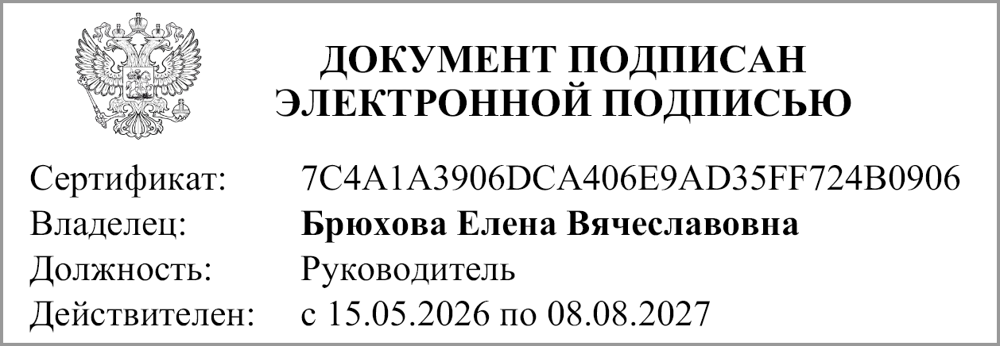 ДОКУМЕНТ ПОДПИСАН
ЭЛЕКТРОННОЙ ПОДПИСЬЮ
Сертификат: 7C4A1A3906DCA406E9AD35FF724B0906
Владелец: Брюхова Елена Вячеславовна
Должность: Руководитель
Действителен: с 15.05.2026 по 08.08.2027